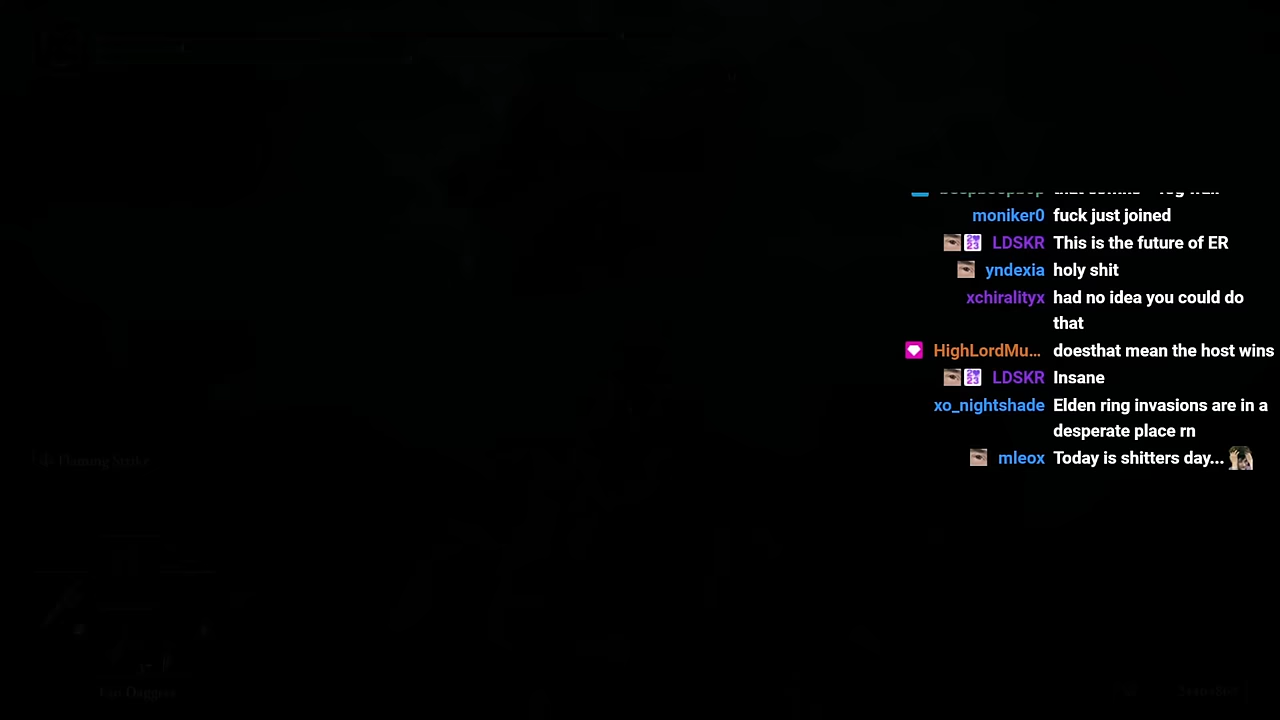 moniker0 fuck just joined
LDSKR This is the future of ER
yndexia holy shit
xchiralityx had no idea you could do
that
HighLordMu... doesthat mean the host wins
LDSKR Insane
xo_nightshade Elden ring invasions are in a
desperate place rn
mleox Today is shitters day...
Flaming Strike